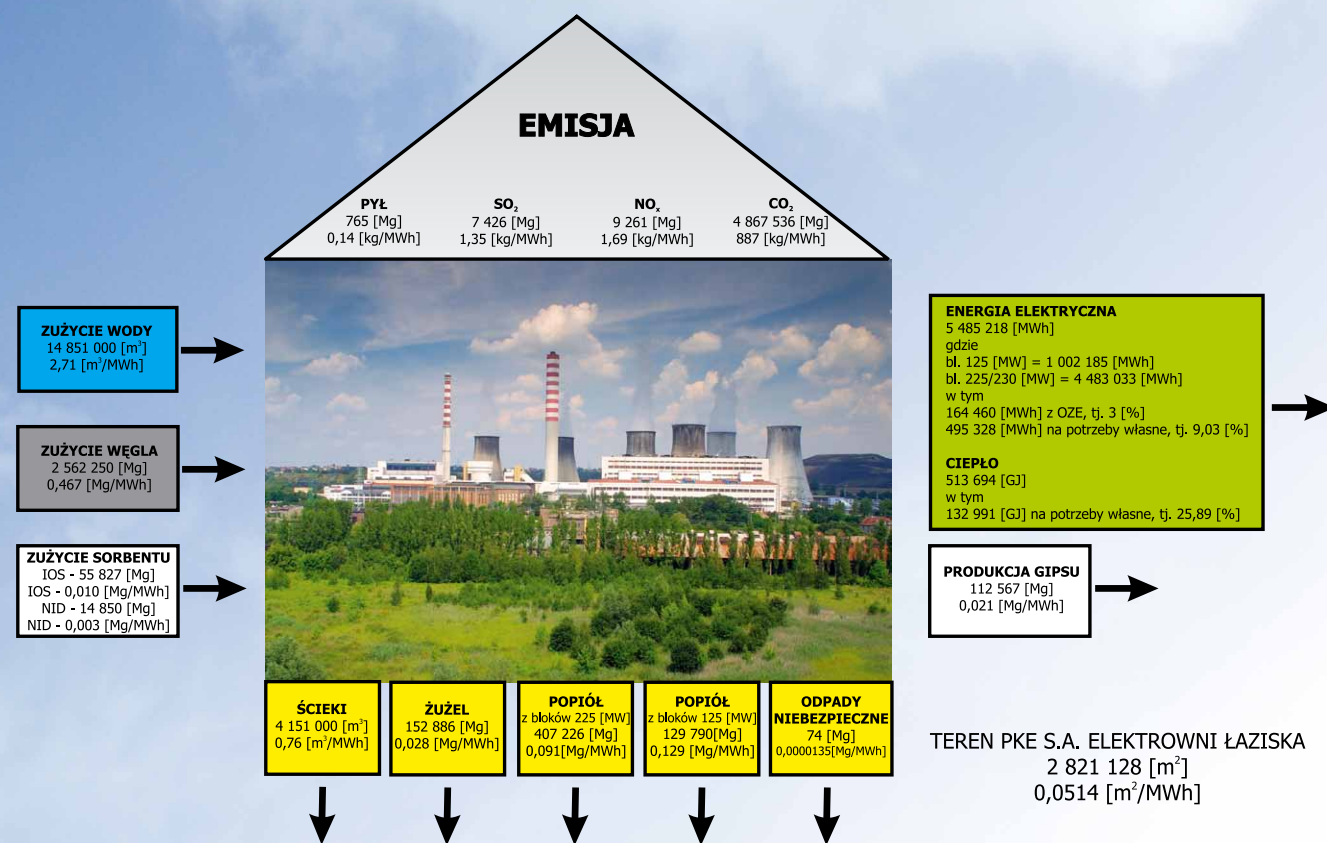 EMISJA
PYŁ
765 [Mg]
0,14 [kg/MWh]
SO₂
7 426 [Mg]
1,35 [kg/MWh]
NOₓ
9 261 [Mg]
1,69 [kg/MWh]
CO₂
4 867 536 [Mg]
887 [kg/MWh]
ZUŻYCIE WODY
14 851 000 [m³]
2,71 [m³/MWh]
ZUŻYCIE WĘGLA
2 562 250 [Mg]
0,467 [Mg/MWh]
ZUŻYCIE SORBENTU
IOS - 55 827 [Mg]
IOS - 0,010 [Mg/MWh]
NID - 14 850 [Mg]
NID - 0,003 [Mg/MWh]
ENERGIA ELEKTRYCZNA
5 485 218 [MWh]
gdzie
bl. 125 [MW] = 1 002 185 [MWh]
bl. 225/230 [MW] = 4 483 033 [MWh]
w tym
164 460 [MWh] z OZE, tj. 3 [%]
495 328 [MWh] na potrzeby własne, tj. 9,03 [%]
CIEPŁO
513 694 [GJ]
w tym
132 991 [GJ] na potrzeby własne, tj. 25,89 [%]
PRODUKCJA GIPSU
112 567 [Mg]
0,021 [Mg/MWh]
ŚCIEKI
4 151 000 [m³]
0,76 [m³/MWh]
ŻUŻEL
152 886 [Mg]
0,028 [Mg/MWh]
POPIÓŁ
z bloków 225 [MW]
407 226 [Mg]
0,091[Mg/MWh]
POPIÓŁ
z bloków 125 [MW]
129 790[Mg]
0,129 [Mg/MWh]
ODPADY
NIEBEZPIECZNE
74 [Mg]
0,0000135[Mg/MWh]
TEREN PKE S.A. ELEKTROWNI ŁAZISKA
2 821 128 [m²]
0,0514 [m²/MWh]